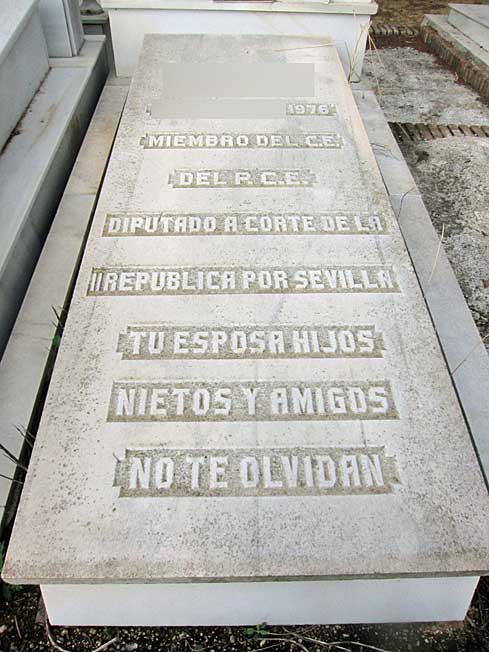 1976
MIEMBRO DEL C.E.
DEL P.C.E.
DIPUTADO A CORTE DE LA
II REPUBLICA POR SEVILLA
TU ESPOSA HIJOS
NIETOS Y AMIGOS
NO TE OLVIDAN